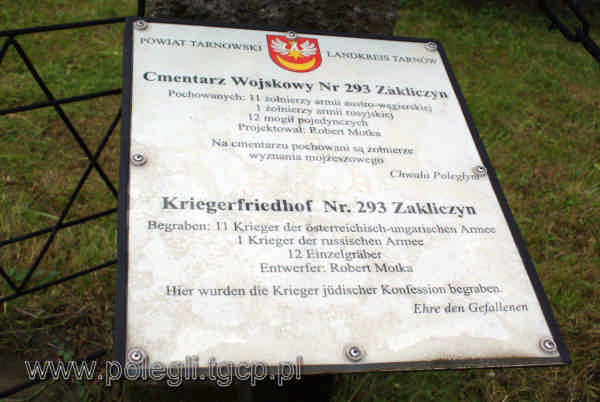 POWIAT TARNOWSKI LANDKREIS TARNÓW
Cmentarz Wojskowy Nr 293 Zakliczyn
Pochowanych: 11 żołnierzy armii austro-węgierskiej
1 żołnierz armii rosyjskiej
12 mogił pojedynczych
Projektował: Robert Motka
Na cmentarzu pochowani są żołnierze
wyznania mojżeszowego
Chwała Poległym
Kriegerfriedhof Nr. 293 Zakliczyn
Begraben: 11 Krieger der österreichisch-ungarischen Armee
1 Krieger der russischen Armee
12 Einzelgräber
Entwerfer: Robert Motka
Hier wurden die Krieger jüdischer Konfession begraben.
Ehre den Gefallenen
www.polegli.tgcp.pl